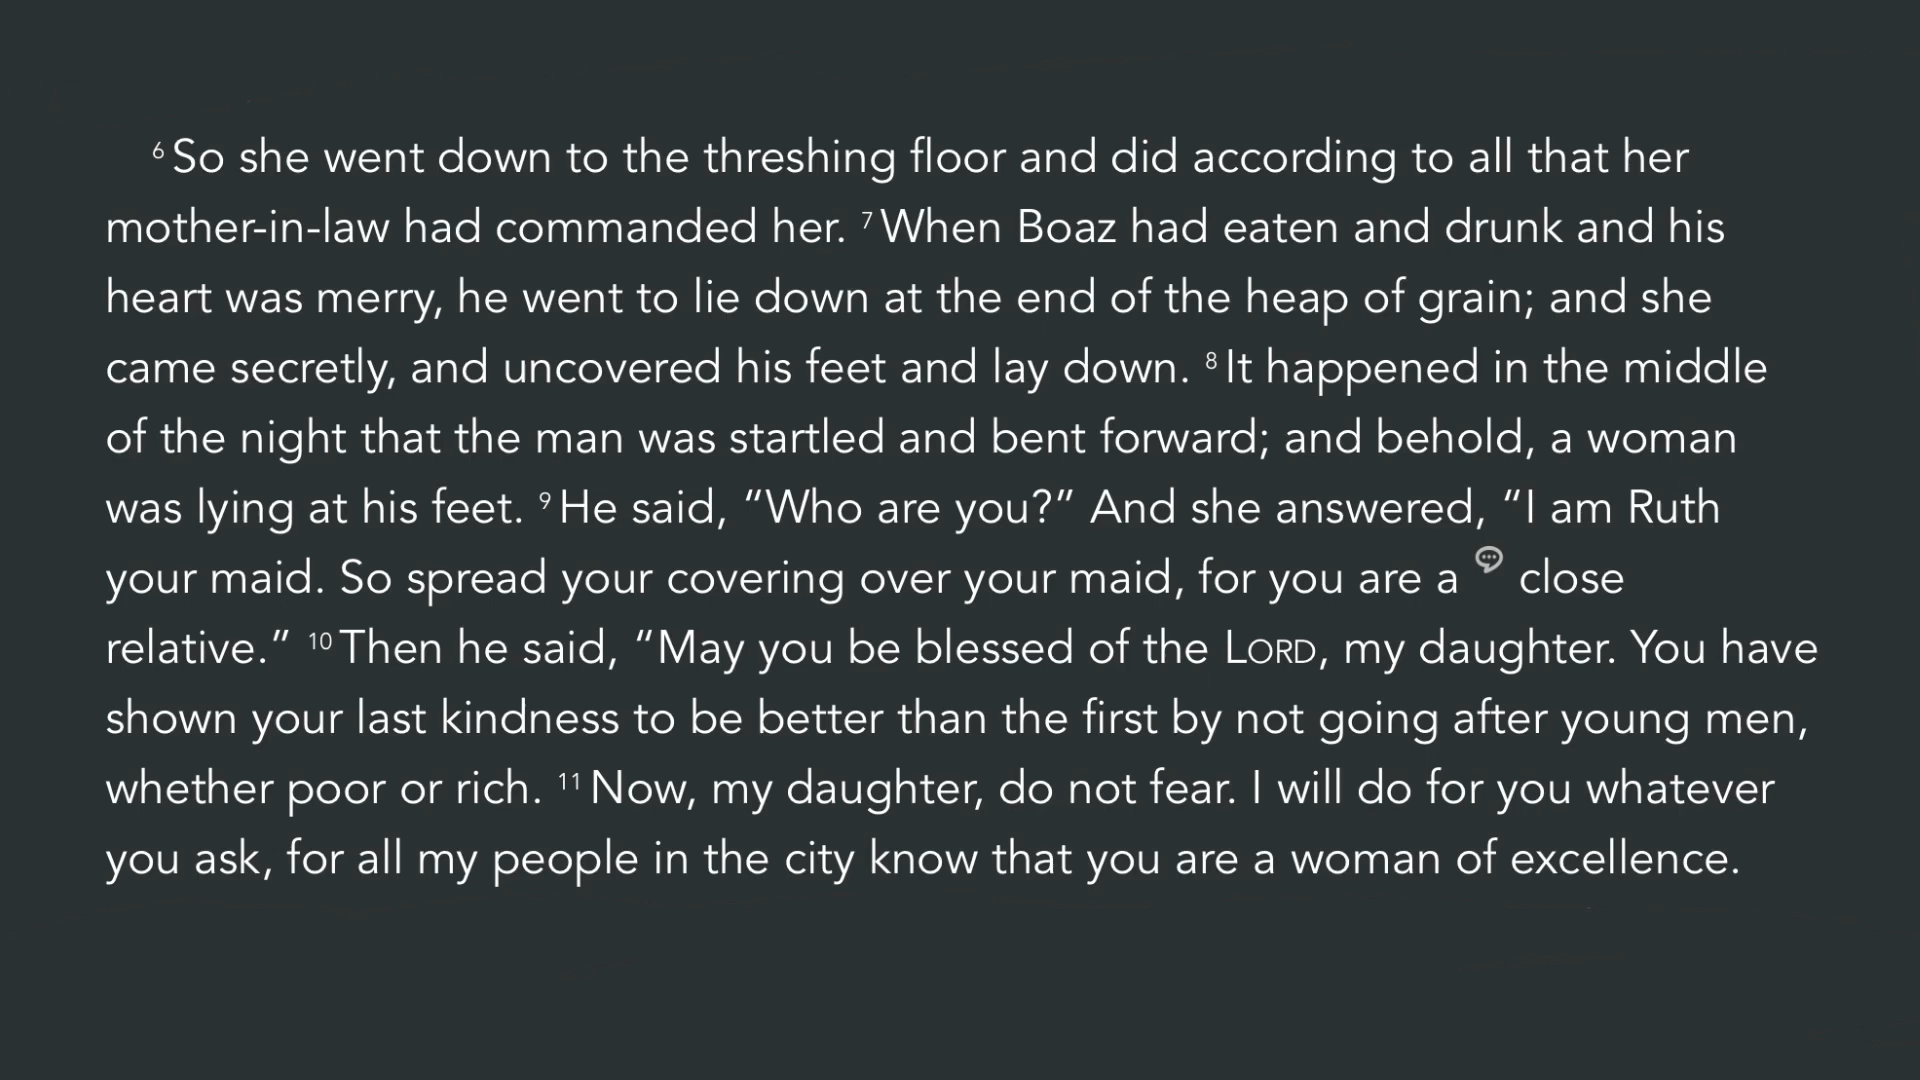 6 So she went down to the threshing floor and did according to all that her
mother-in-law had commanded her. 7 When Boaz had eaten and drunk and his
heart was merry, he went to lie down at the end of the heap of grain; and she
came secretly, and uncovered his feet and lay down. 8 It happened in the middle
of the night that the man was startled and bent forward; and behold, a woman
was lying at his feet. 9 He said, “Who are you?” And she answered, “I am Ruth
your maid. So spread your covering over your maid, for you are a close
relative.” 10 Then he said, “May you be blessed of the LORD, my daughter. You have
shown your last kindness to be better than the first by not going after young men,
whether poor or rich. 11 Now, my daughter, do not fear. I will do for you whatever
you ask, for all my people in the city know that you are a woman of excellence.